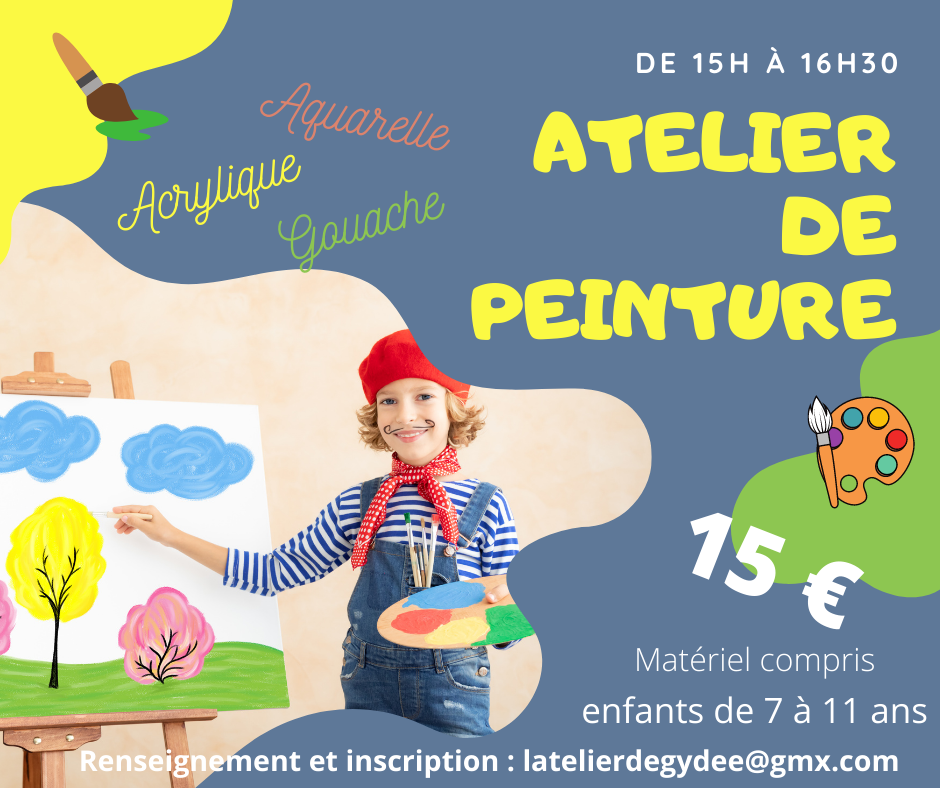 DE 15H À 16H30
Aquarelle
Acrylique
Gouache
ATELIER
DE
PEINTURE
15 €
Matériel compris
enfants de 7 à 11 ans
Renseignement et inscription : latelierdegydee@gmx.com